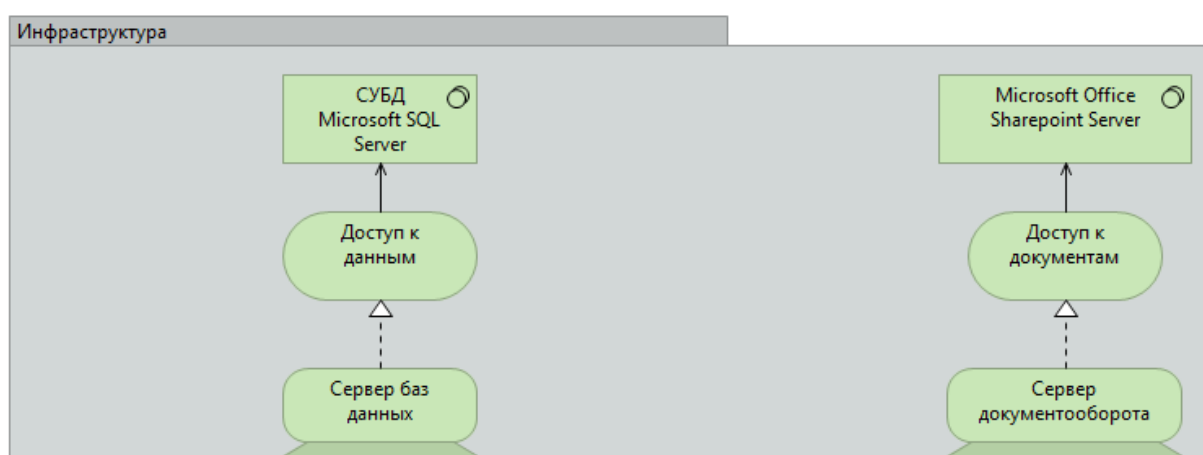 Инфраструктура
СУБД
Microsoft SQL
Server
Microsoft Office
Sharepoint Server
Доступ к
данным
Доступ к
документам
Сервер баз
данных
Сервер
документооборота